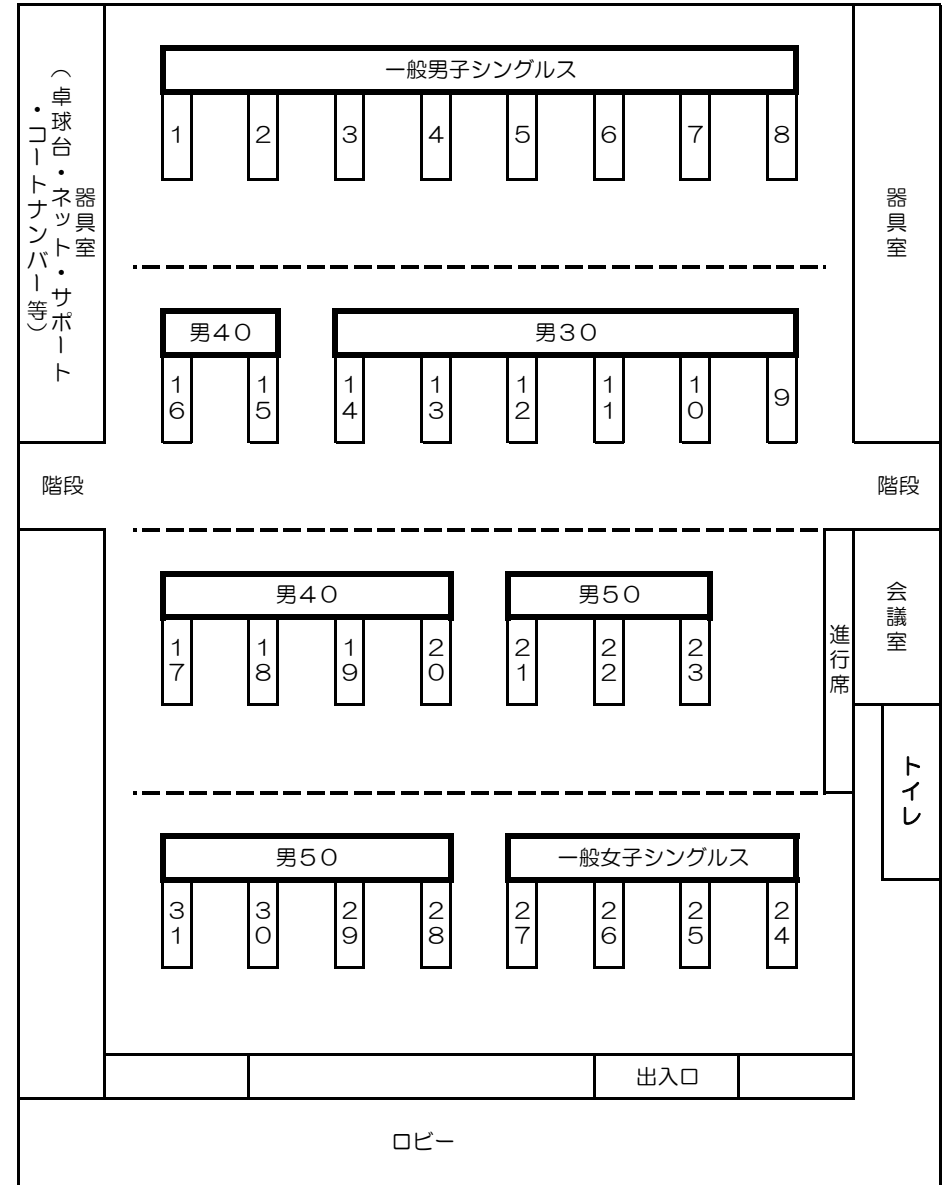 一般男子シングルス
1 2 3 4 5 6 7 8
器具室
(卓球台・ネット・サポート
・コートナンバー等)
器具室
男40 男30
16 15 14 13 12 11 10 9
階段 階段
男40 男50
17 18 19 20 21 22 23
進行席
会議室
トイレ
男50 一般女子シングルス
31 30 29 28 27 26 25 24
出入口
ロビー